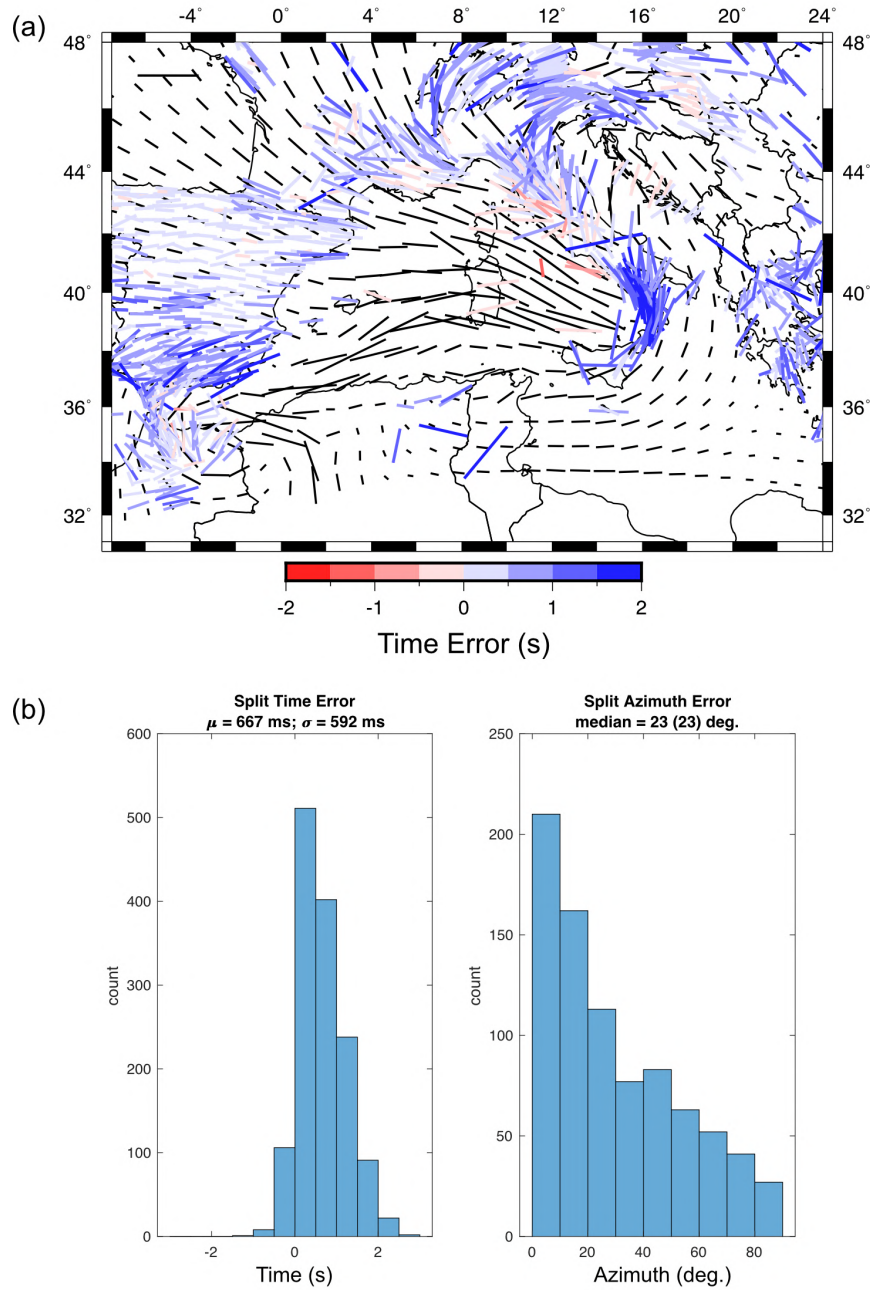 (a)
-4° 0° 4° 8° 12° 16° 20° 24°
48° 48°
44° 44°
40° 40°
36° 36°
32° 32°
-2 -1 0 1 2
Time Error (s)
(b)
Split Time Error
μ = 667 ms; σ = 592 ms
600
500
400
300
200
100
0
count
-2 0 2
Time (s)
Split Azimuth Error
median = 23 (23) deg.
250
200
150
100
50
0
count
0 20 40 60 80
Azimuth (deg.)